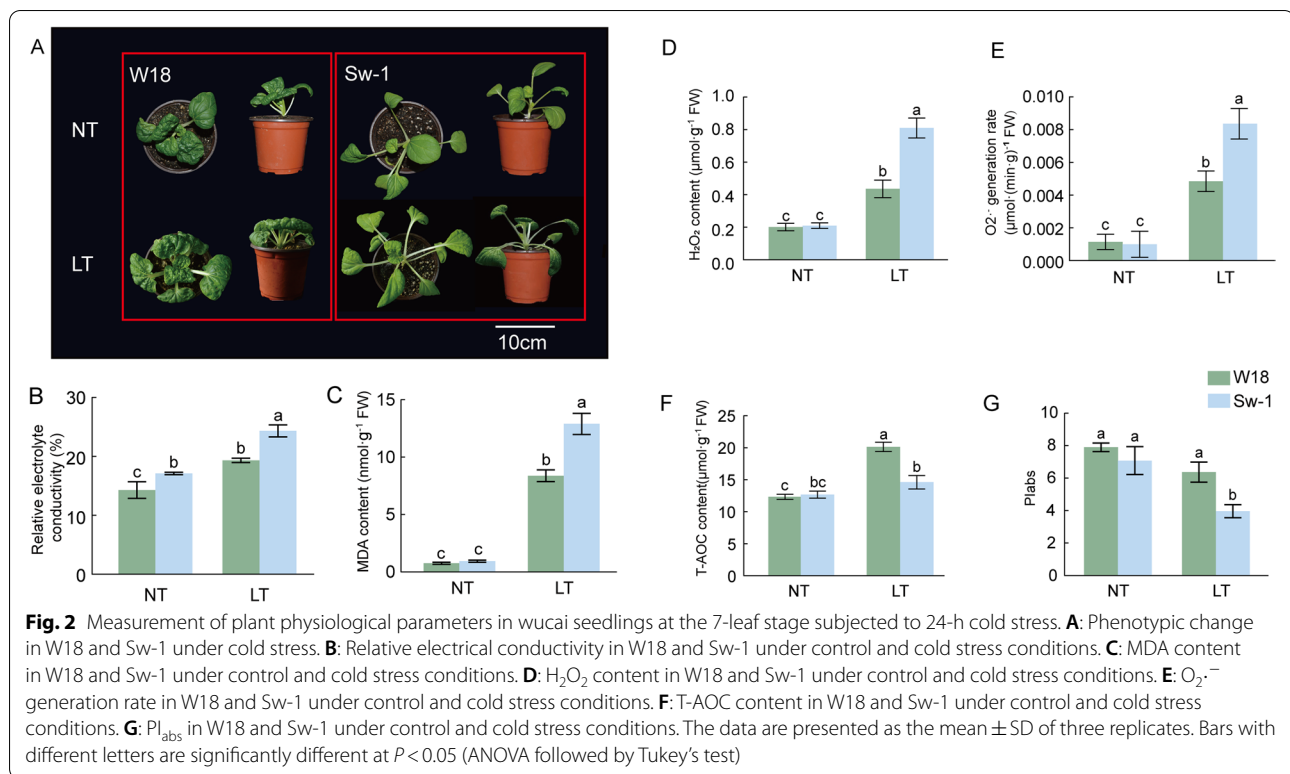 A
W18
Sw-1
NT
LT
10cm
D
H₂O₂ content (μmol·g⁻¹ FW)
1.0
0.8
0.6
0.4
0.2
0.0
c
c
b
a
NT
LT
E
O2·⁻ generation rate
(μmol·(min·g)⁻¹ FW)
0.010
0.008
0.006
0.004
0.002
0.000
c
c
b
a
NT
LT
B
Relative electrolyte
conductivity (%)
30
20
10
0
c
b
b
a
NT
LT
C
MDA content (nmol·g⁻¹ FW)
15
10
5
0
c
c
b
a
NT
LT
F
T-AOC content(μmol·g⁻¹ FW)
25
20
15
10
5
0
c
bc
a
b
NT
LT
G
W18
Sw-1
PIabs
10
8
6
4
2
0
a
a
a
b
NT
LT
Fig. 2 Measurement of plant physiological parameters in wucai seedlings at the 7-leaf stage subjected to 24-h cold stress. A: Phenotypic change
in W18 and Sw-1 under cold stress. B: Relative electrical conductivity in W18 and Sw-1 under control and cold stress conditions. C: MDA content
in W18 and Sw-1 under control and cold stress conditions. D: H₂O₂ content in W18 and Sw-1 under control and cold stress conditions. E: O₂·⁻
generation rate in W18 and Sw-1 under control and cold stress conditions. F: T-AOC content in W18 and Sw-1 under control and cold stress
conditions. G: PIabs in W18 and Sw-1 under control and cold stress conditions. The data are presented as the mean ± SD of three replicates. Bars with
different letters are significantly different at P < 0.05 (ANOVA followed by Tukey's test)